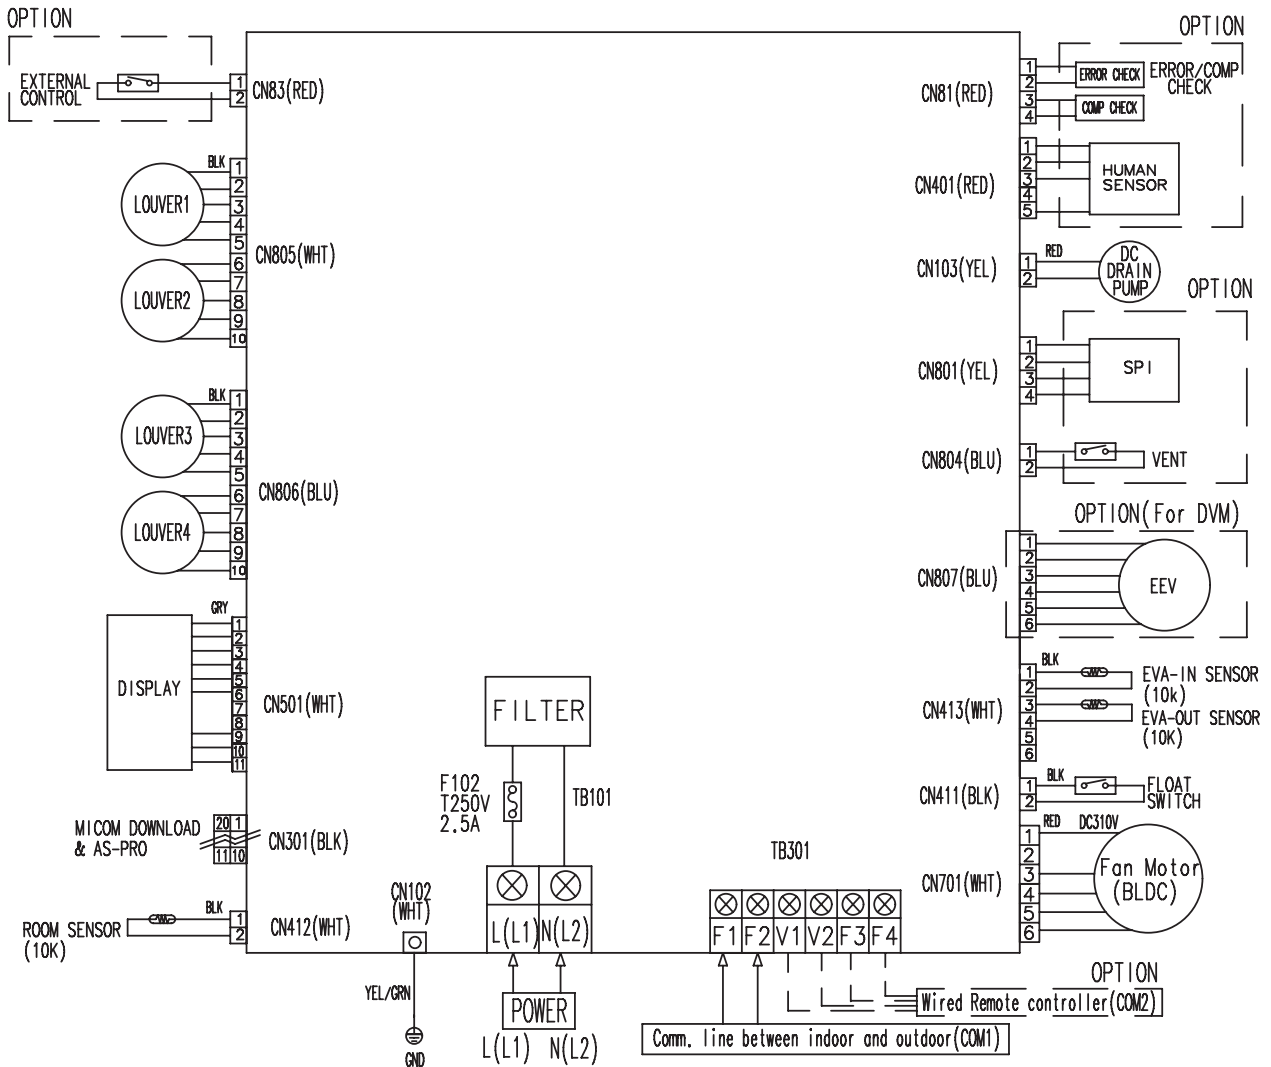 OPTION
EXTERNAL
CONTROL
1
2
CN83(RED)
BLK
LOUVER1
LOUVER2
1
2
3
4
5
6
7
8
9
10
CN805(WHT)
BLK
LOUVER3
LOUVER4
1
2
3
4
5
6
7
8
9
10
CN806(BLU)
GRY
DISPLAY
1
2
3
4
5
6
7
8
9
10
11
CN501(WHT)
MICOM DOWNLOAD
& AS-PRO
20 1
11 10
CN301(BLK)
BLK
ROOM SENSOR
(10K)
1
2
CN412(WHT)
CN102
(WHT)
YEL/GRN
GND
FILTER
F102
T250V
2.5A
TB101
L(L1) N(L2)
POWER
L(L1) N(L2)
TB301
F1 F2 V1 V2 F3 F4
OPTION
Wired Remote controller(COM2)
Comm. line between indoor and outdoor(COM1)
OPTION
CN81(RED)
1
2
3
4
ERROR CHECK
COMP CHECK
ERROR/COMP
CHECK
CN401(RED)
1
2
3
4
5
HUMAN
SENSOR
CN103(YEL)
1
2
RED
DC
DRAIN
PUMP
OPTION
CN801(YEL)
1
2
3
4
SPI
CN804(BLU)
1
2
VENT
OPTION(For DVM)
CN807(BLU)
1
2
3
4
5
6
EEV
CN413(WHT)
1
2
3
4
5
6
BLK
EVA-IN SENSOR
(10k)
EVA-OUT SENSOR
(10K)
CN411(BLK)
1
2
BLK
FLOAT
SWITCH
CN701(WHT)
1
2
3
4
5
6
RED
DC310V
Fan Motor
(BLDC)